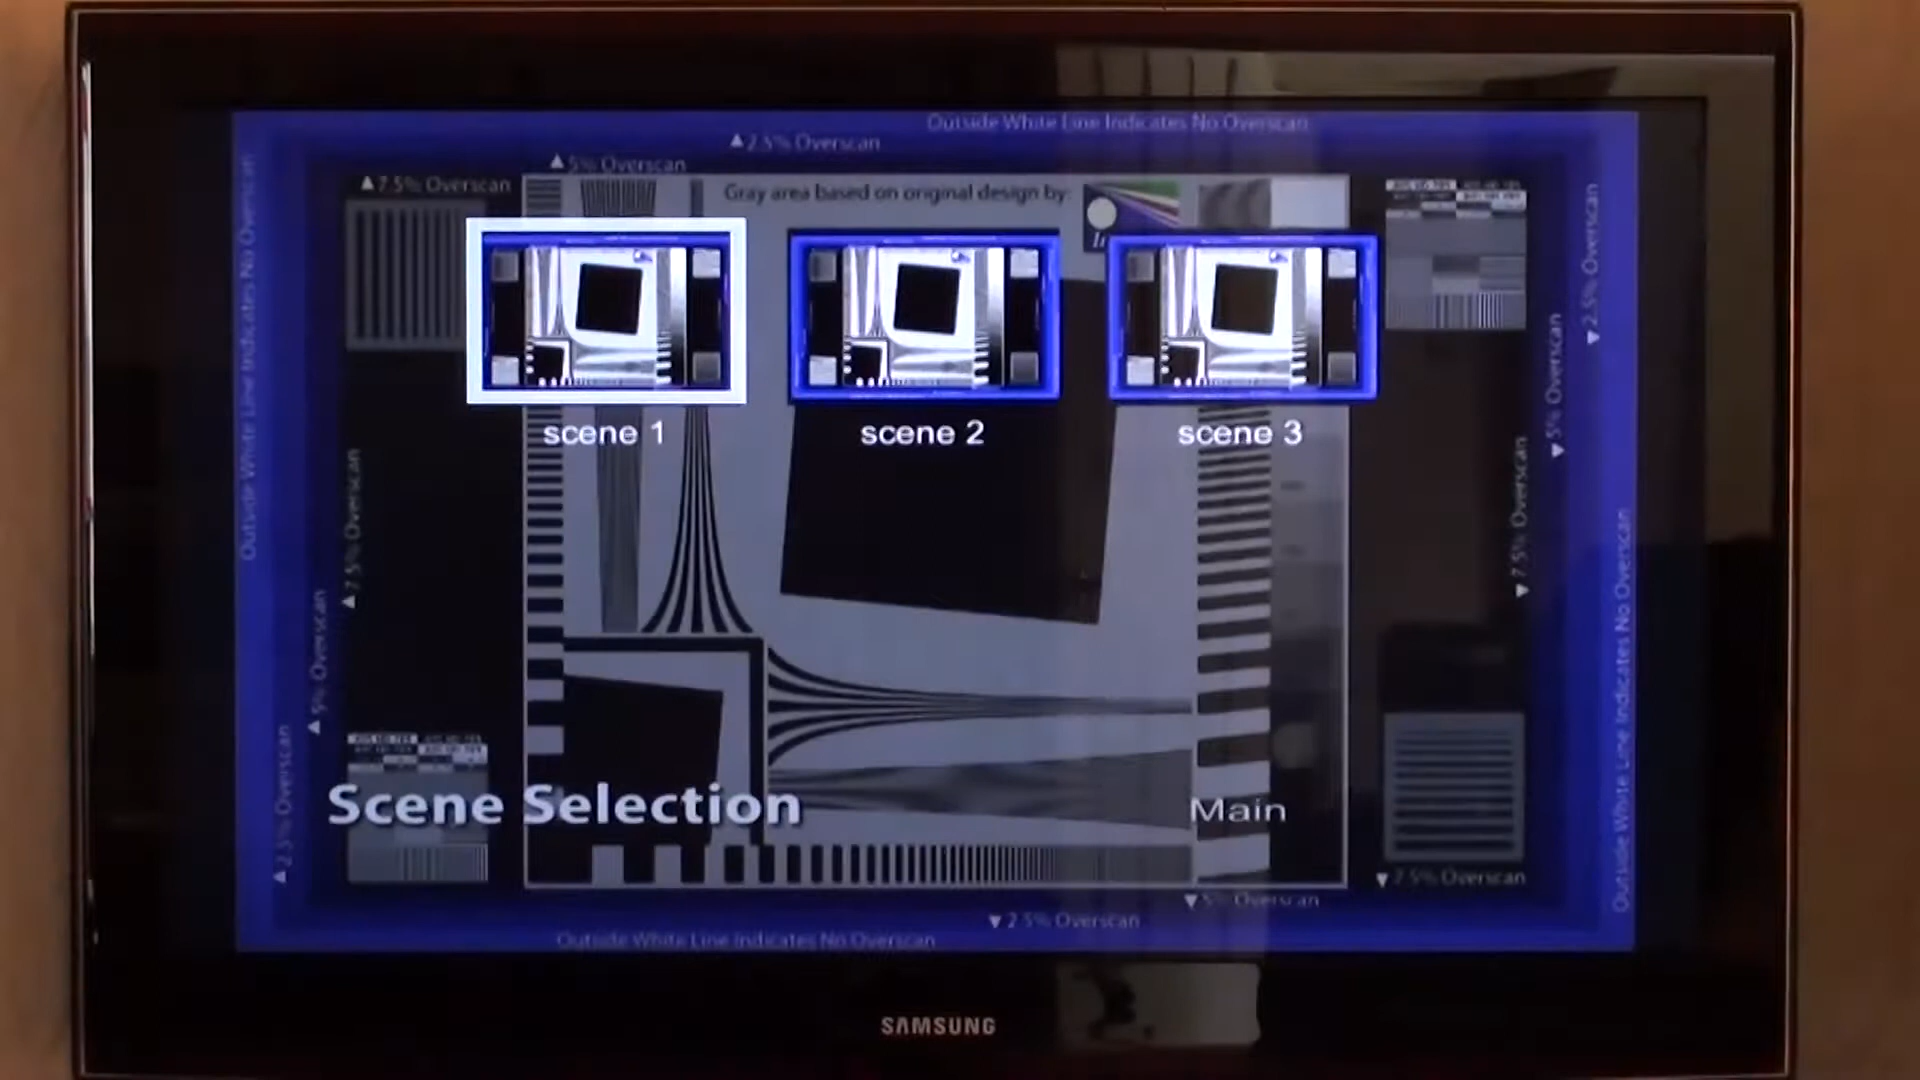 Outside White Line Indicates No Overscan
▲2.5% Overscan
▲5% Overscan
▲7.5% Overscan
Gray area based on original design by:
Outside White Line Indicates No Overscan
▼2.5% Overscan
▼5% Overscan
▼7.5% Overscan
scene 1
scene 2
scene 3
▲7.5% Overscan
▲5% Overscan
▲2.5% Overscan
Outside White Line Indicates No Overscan
Scene Selection
Main
▼7.5% Overscan
▼5% Overscan
▼2.5% Overscan
Outside White Line Indicates No Overscan
SAMSUNG